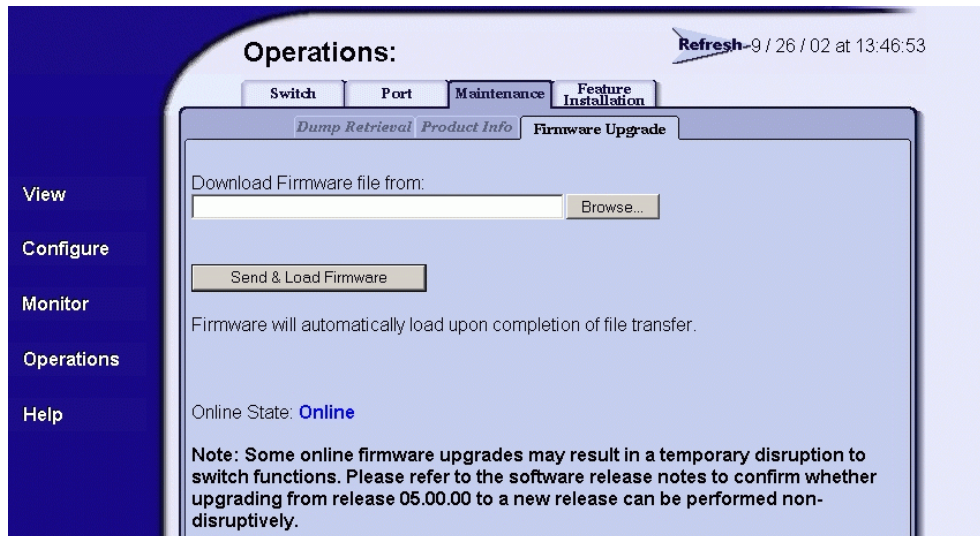 Operations:
Refresh 9 / 26 / 02 at 13:46:53
Switch Port Maintenance Feature Installation
Dump Retrieval Product Info Firmware Upgrade
View
Configure
Monitor
Operations
Help
Download Firmware file from:
Browse...
Send & Load Firmware
Firmware will automatically load upon completion of file transfer.
Online State: Online
Note: Some online firmware upgrades may result in a temporary disruption to
switch functions. Please refer to the software release notes to confirm whether
upgrading from release 05.00.00 to a new release can be performed non-
disruptively.